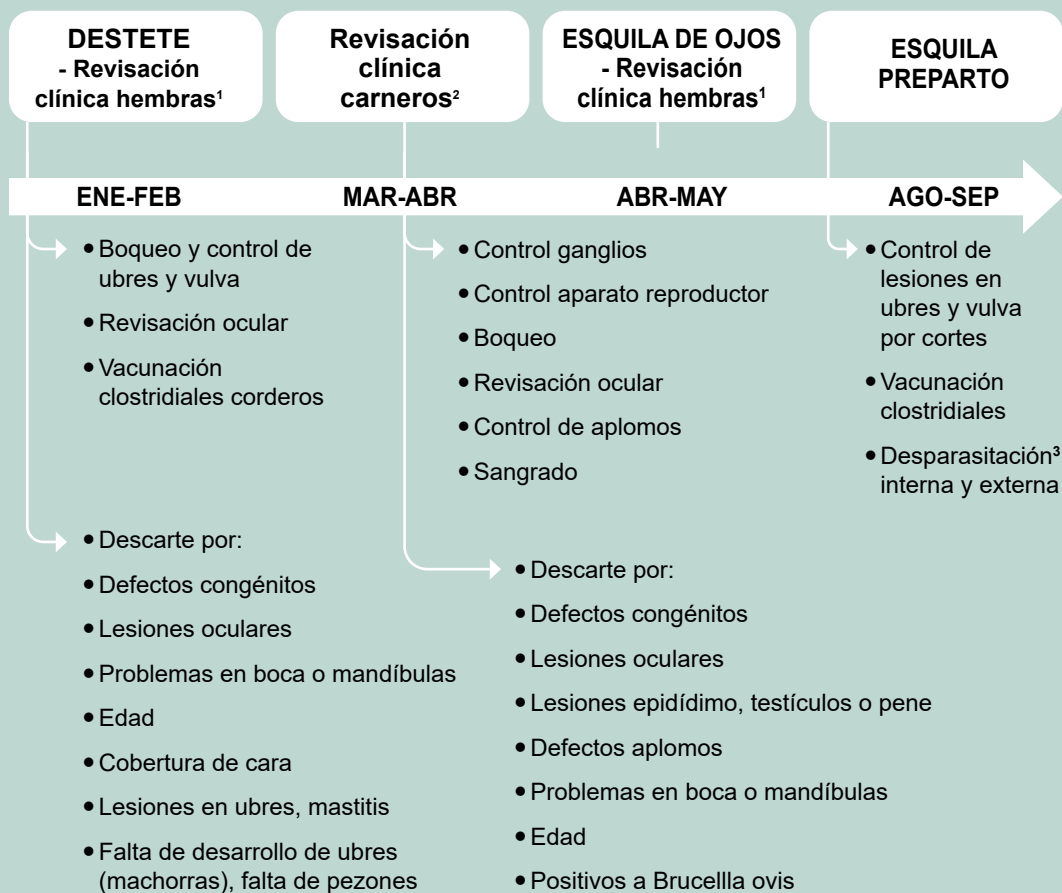 DESTETE
- Revisación
clínica hembras¹
Revisación
clínica
carneros²
ESQUILA DE OJOS
- Revisación
clínica hembras¹
ESQUILA
PREPARTO
ENE-FEB
MAR-ABR
ABR-MAY
AGO-SEP
• Boqueo y control de
ubres y vulva
• Revisación ocular
• Vacunación
clostridiales corderos
• Control ganglios
• Control aparato reproductor
• Boqueo
• Revisación ocular
• Control de aplomos
• Sangrado
• Control de
lesiones en
ubres y vulva
por cortes
• Vacunación
clostridiales
• Desparasitación³
interna y externa
• Descarte por:
• Defectos congénitos
• Lesiones oculares
• Problemas en boca o mandíbulas
• Edad
• Cobertura de cara
• Lesiones en ubres, mastitis
• Falta de desarrollo de ubres
(machorras), falta de pezones
• Descarte por:
• Defectos congénitos
• Lesiones oculares
• Lesiones epidídimo, testículos o pene
• Defectos aplomos
• Problemas en boca o mandíbulas
• Edad
• Positivos a Brucellla ovis